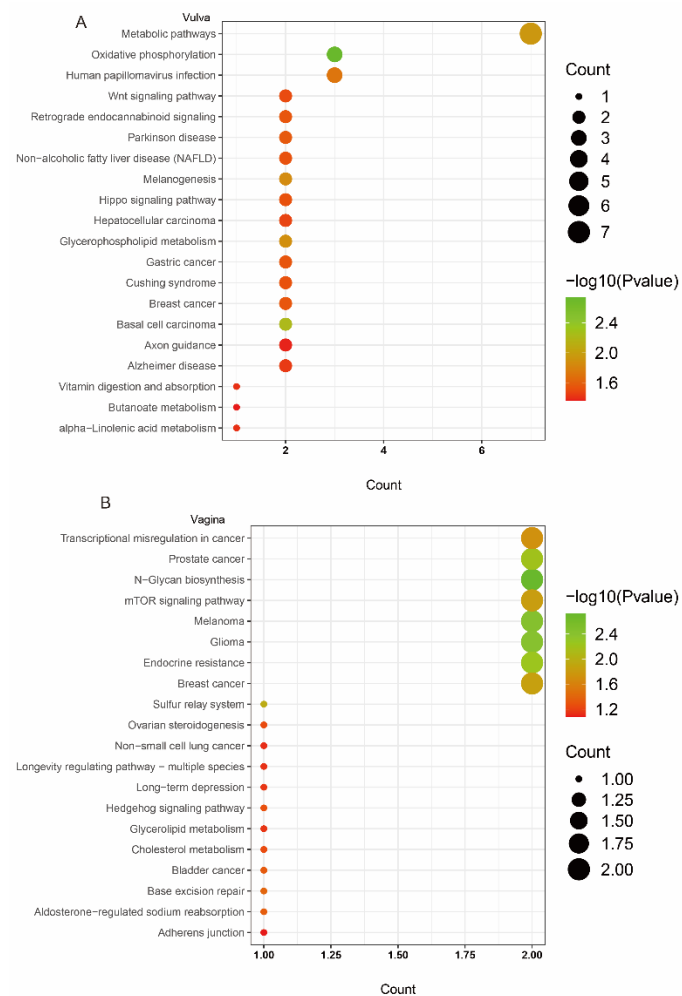 A
Vulva
Metabolic pathways
Oxidative phosphorylation
Human papillomavirus infection
Wnt signaling pathway
Retrograde endocannabinoid signaling
Parkinson disease
Non−alcoholic fatty liver disease (NAFLD)
Melanogenesis
Hippo signaling pathway
Hepatocellular carcinoma
Glycerophospholipid metabolism
Gastric cancer
Cushing syndrome
Breast cancer
Basal cell carcinoma
Axon guidance
Alzheimer disease
Vitamin digestion and absorption
Butanoate metabolism
alpha−Linolenic acid metabolism
2 4 6
Count
Count
1
2
3
4
5
6
7
−log10(Pvalue)
2.4
2.0
1.6
B
Vagina
Transcriptional misregulation in cancer
Prostate cancer
N−Glycan biosynthesis
mTOR signaling pathway
Melanoma
Glioma
Endocrine resistance
Breast cancer
Sulfur relay system
Ovarian steroidogenesis
Non−small cell lung cancer
Longevity regulating pathway − multiple species
Long−term depression
Hedgehog signaling pathway
Glycerolipid metabolism
Cholesterol metabolism
Bladder cancer
Base excision repair
Aldosterone−regulated sodium reabsorption
Adherens junction
1.00 1.25 1.50 1.75 2.00
Count
−log10(Pvalue)
2.4
2.0
1.6
1.2
Count
1.00
1.25
1.50
1.75
2.00